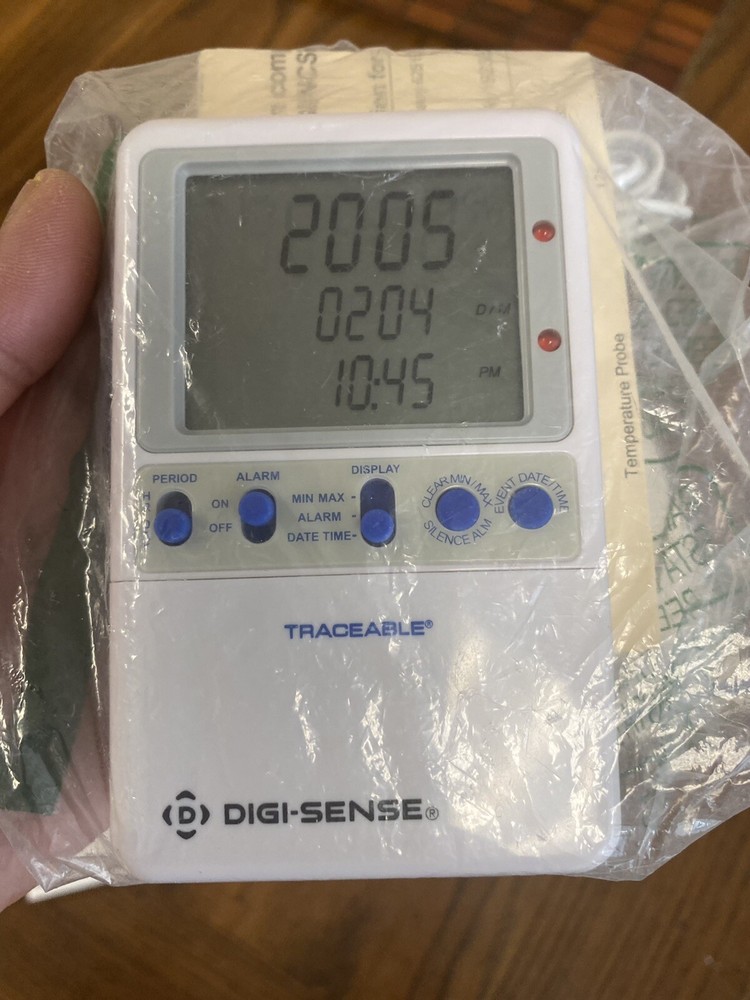 2005
0204 D/M
10:45 PM
PERIOD
ALARM
ON
OFF
DISPLAY
MIN MAX -
ALARM -
DATE TIME-
CLEAR MIN/MAX
SILENCE ALM
EVENT DATE/TIME
TRACEABLE®
DIGI-SENSE®
Temperature Probe